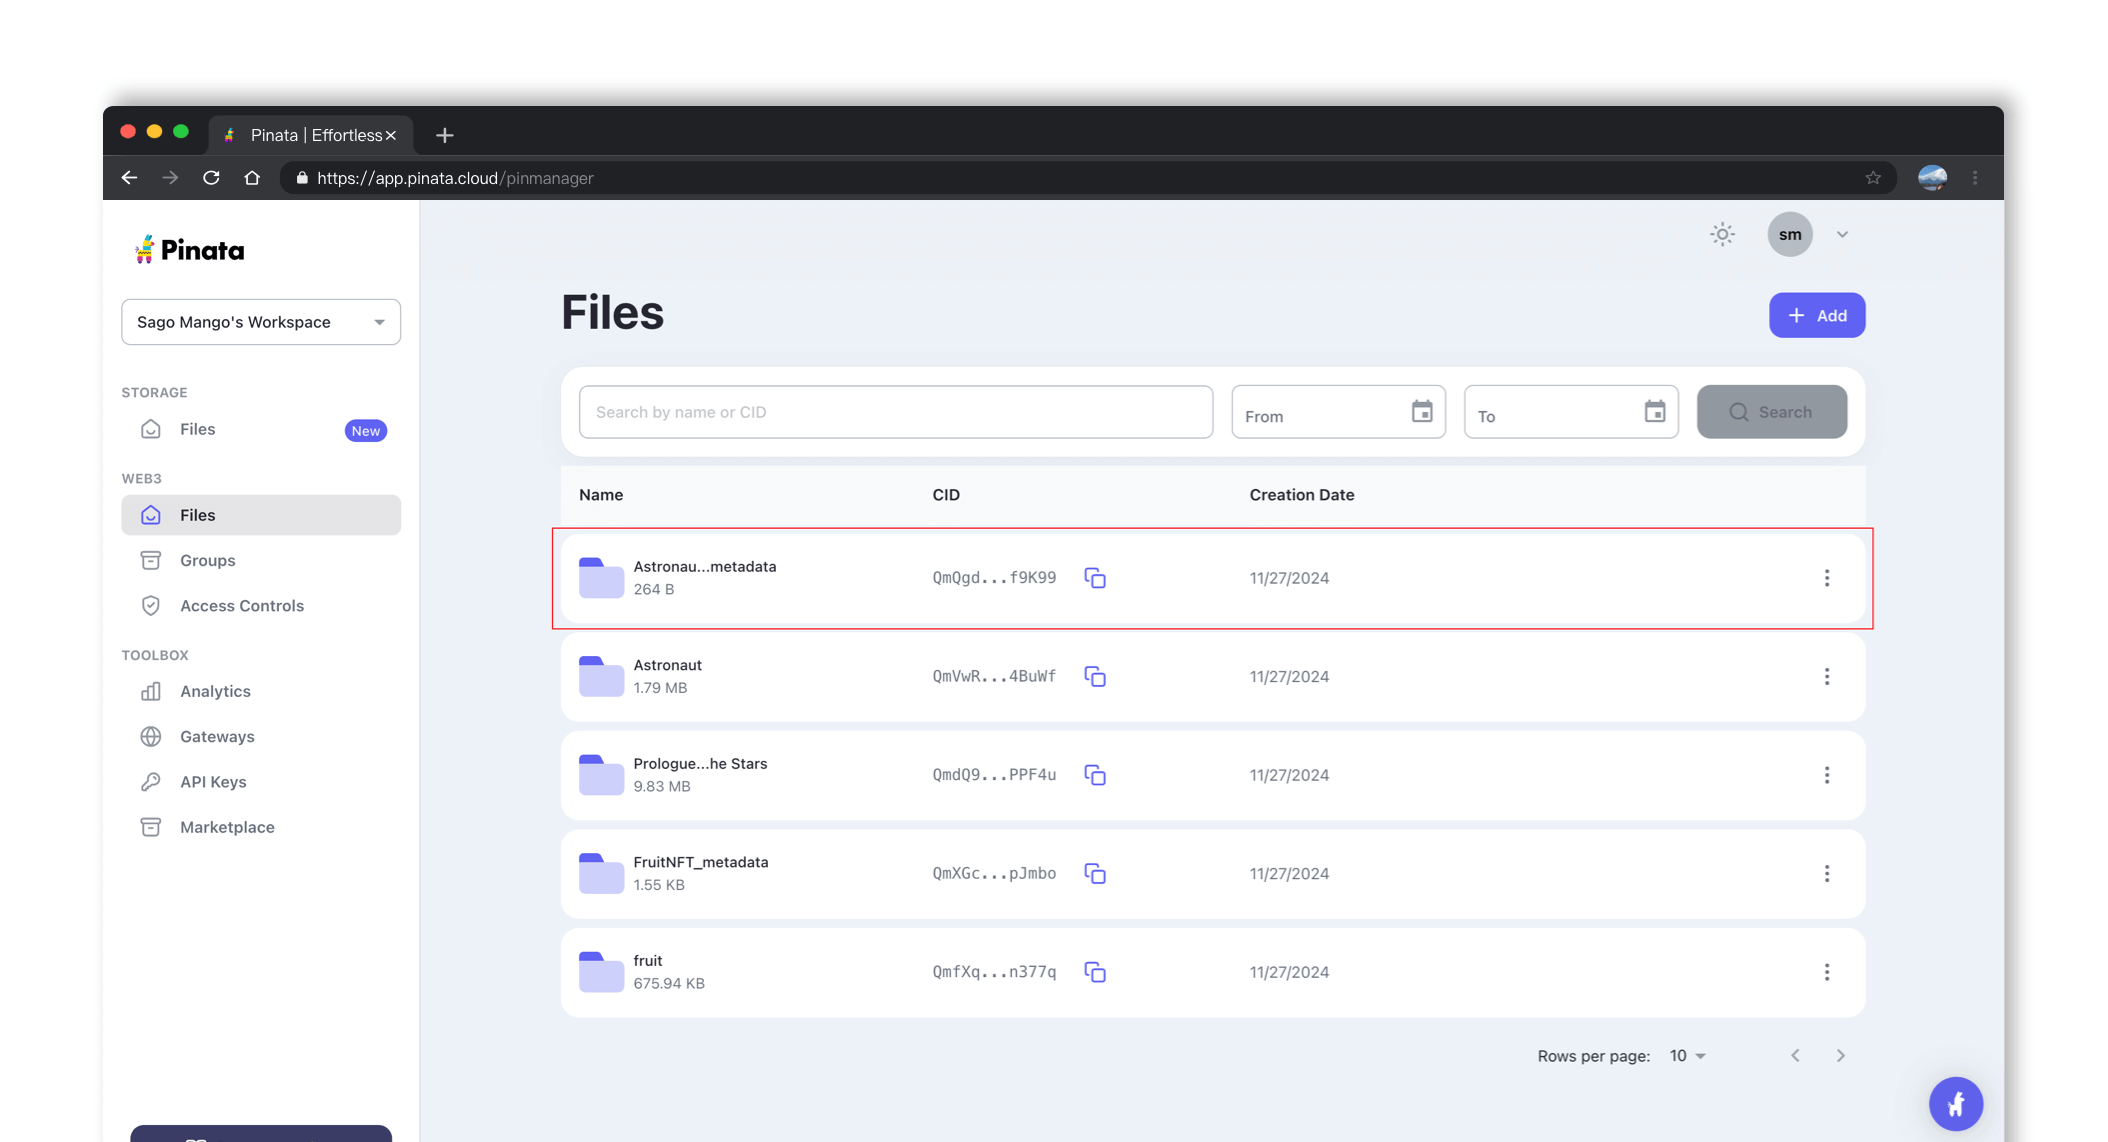 Pinata | Effortless
https://app.pinata.cloud/pinmanager
Pinata
sm
Sago Mango's Workspace
Files
Add
STORAGE
Files
New
WEB3
Files
Groups
Access Controls
TOOLBOX
Analytics
Gateways
API Keys
Marketplace
Search by name or CID
From
To
Search
Name CID Creation Date
Astronau...metadata
264 B
QmQgd...f9K99
11/27/2024
Astronaut
1.79 MB
QmVwR...4BuWf
11/27/2024
Prologue...he Stars
9.83 MB
QmdQ9...PPF4u
11/27/2024
FruitNFT_metadata
1.55 KB
QmXGc...pJmbo
11/27/2024
fruit
675.94 KB
QmfXq...n377q
11/27/2024
Rows per page: 10